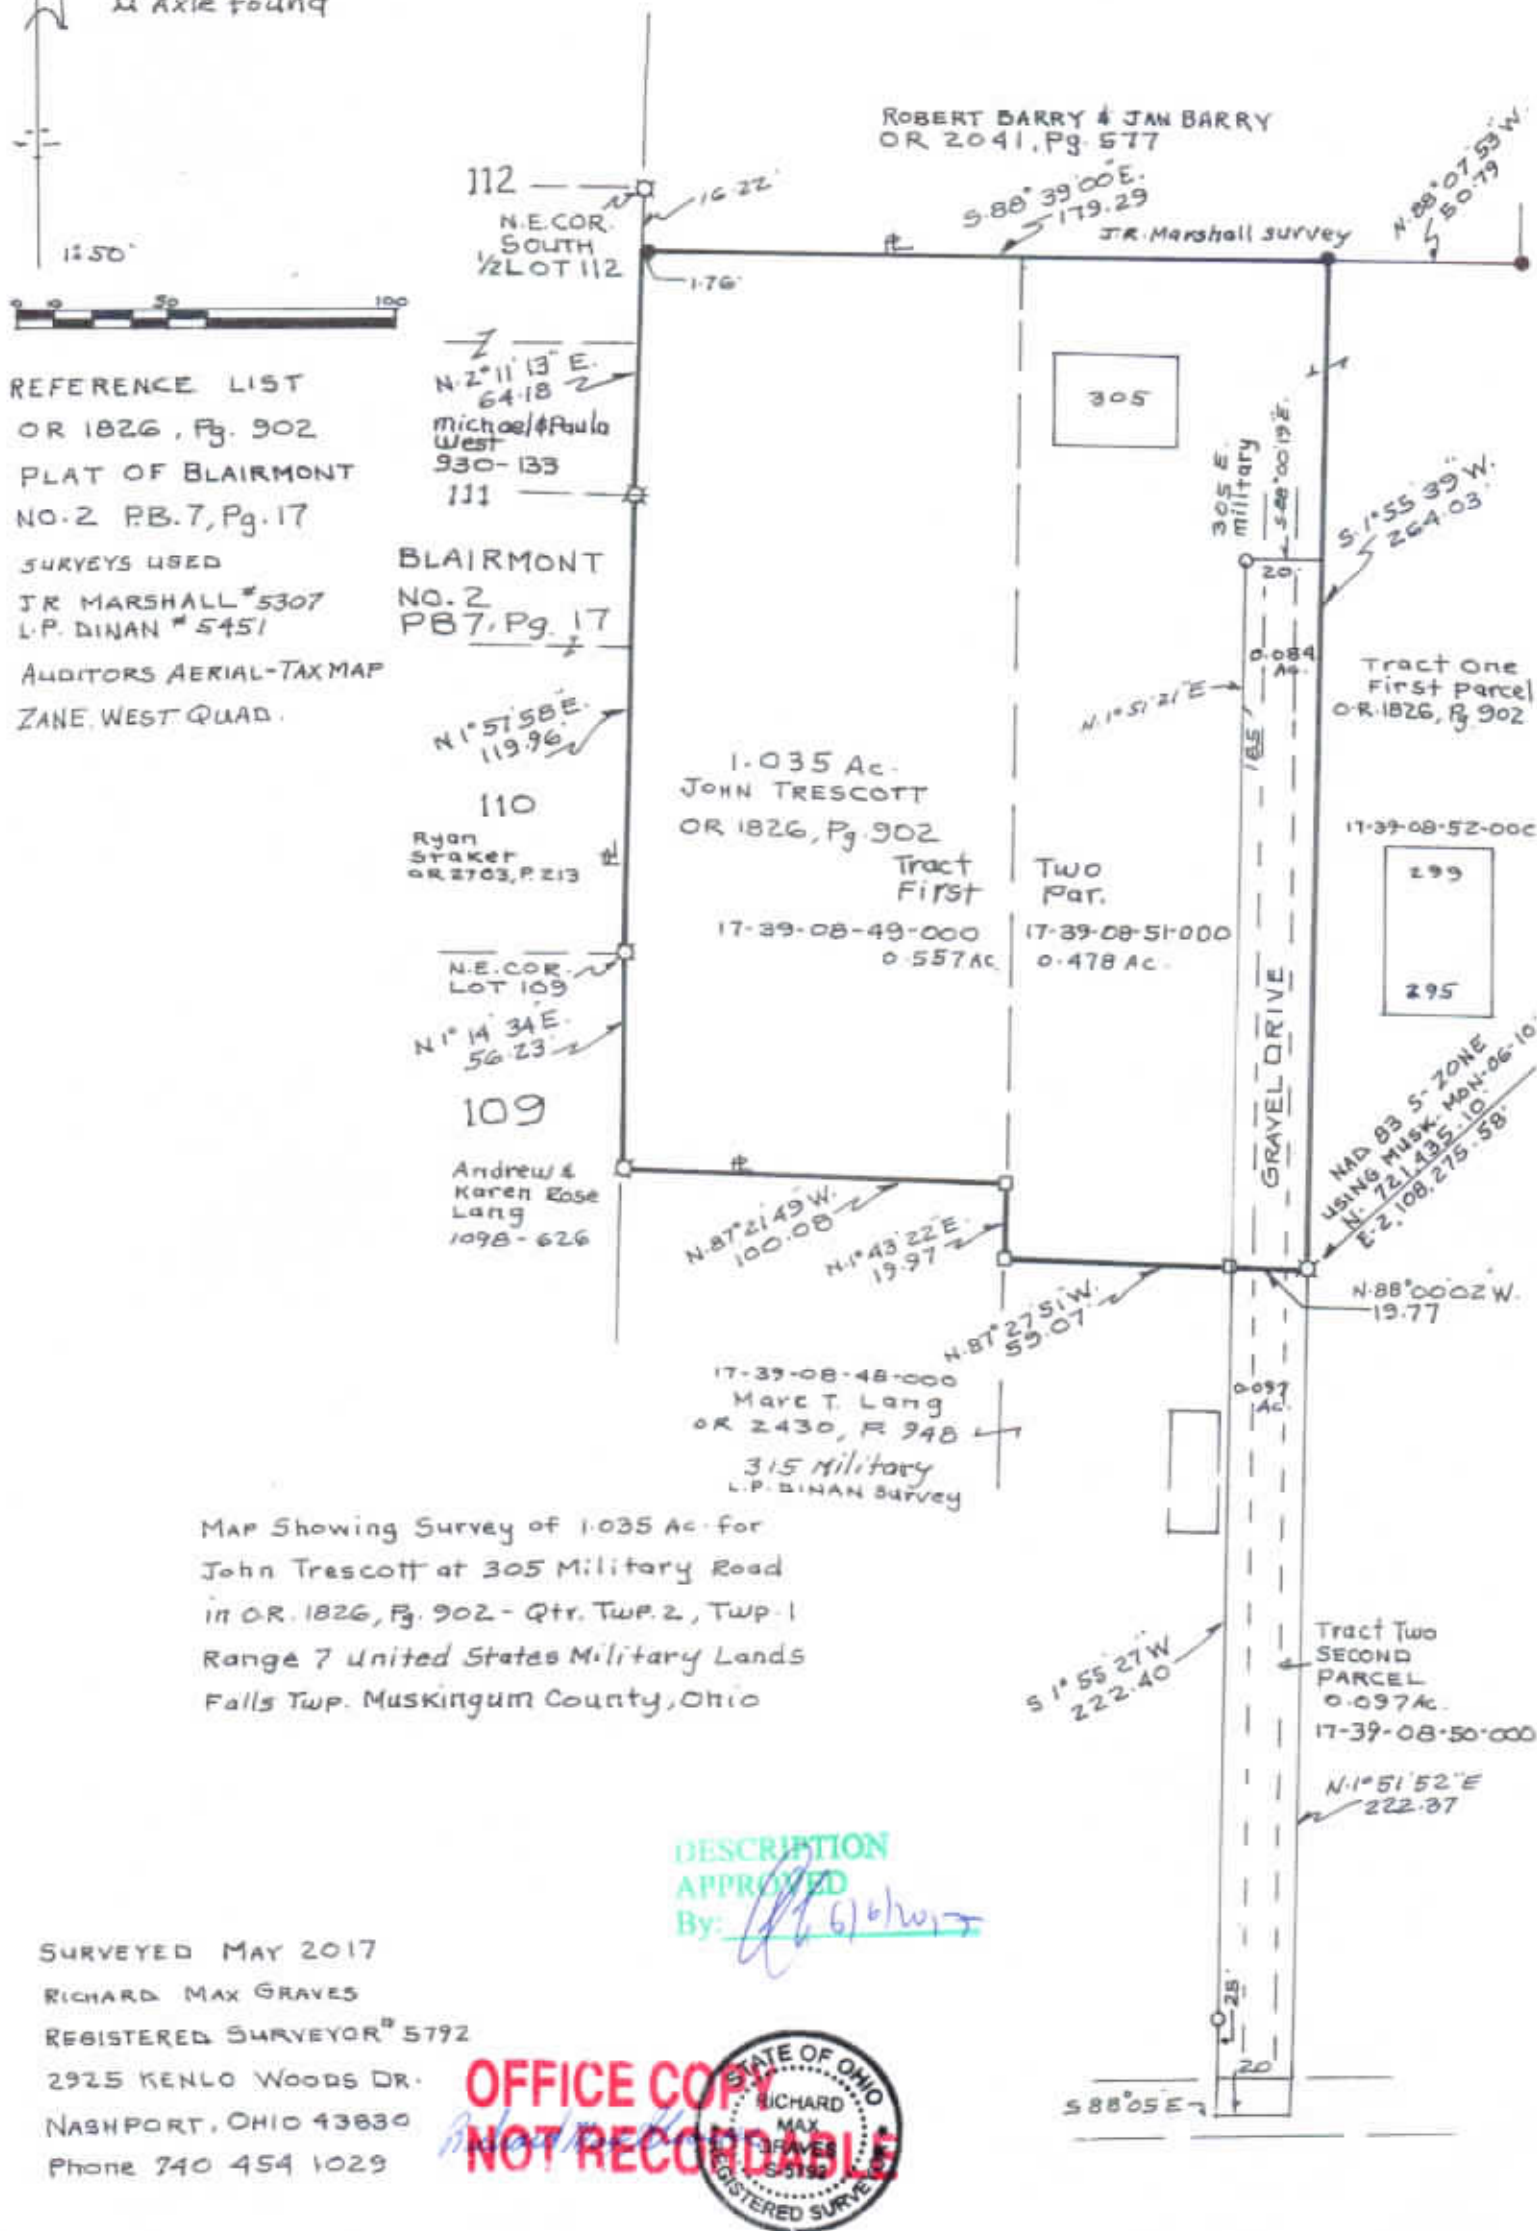 Axle found
ROBERT BARRY & JAN BARRY
OR 2041, Pg. 577
112
16.22'
S.88°39'00"E.
179.29
J.R. Marshall survey
N.88°07'53"W.
50.79
N.E.COR.
SOUTH
1/2 LOT 112
1.76'
1"=50'
0 10 50 100
N.2°11'13"E.
64.18
michael & Paula
West
930-133
111
305
305 E.
military
S.88°00'19"E.
20'
S.1°55'39"W.
264.03'
REFERENCE LIST
OR 1826, Pg. 902
PLAT OF BLAIRMONT
NO.2 P.B.7, Pg.17
SURVEYS USED
J R MARSHALL #5307
L.P. DINAN #5451
AUDITORS AERIAL-TAX MAP
ZANE. WEST QUAD.
BLAIRMONT
NO. 2
PB7, Pg. 17
0.084
Ac.
Tract One
First parcel
O.R. 1826, Pg 902
N.1°51'21"E
185'
N 1°57'58"E.
119.96'
110
Ryan
Straker
OR 2703, P. 213
1.035 Ac.
JOHN TRESCOTT
OR 1826, Pg. 902
Tract Two
First Par.
17-39-08-49-000
0.557 AC.
17-39-08-51-000
0.478 AC.
17-39-08-52-000
299
295
N.E.COR.
LOT 109
N 1°14'34"E.
56.23'
109
Andrew &
Karen Rose
Lang
1098-626
GRAVEL DRIVE
NAD 83 S-ZONE
USING MUSK. MON-06-10
N- 721,435.10'
E-2,108,275.58'
N.87°21'49"W.
100.08
N.1°43'22"E.
19.97
N.87°27'51"W.
59.07'
N.88°00'02"W.
19.77
17-39-08-48-000
Marc T. Lang
OR 2430, P. 948
315 Military
L.P. DINAN survey
0.097
Ac.
Map Showing Survey of 1.035 Ac. for
John Trescott at 305 Military Road
in O.R. 1826, Pg. 902 - Qtr. Twp. 2, Twp. 1
Range 7 United States Military Lands
Falls Twp. Muskingum County, Ohio
S 1°55'27"W
222.40
Tract Two
SECOND
PARCEL
0.097 Ac.
17-39-08-50-000
N.1°51'52"E
222.37
DESCRIPTION
APPROVED
By: 6/6/2017
SURVEYED MAY 2017
RICHARD MAX GRAVES
REGISTERED SURVEYOR #5792
2925 KENLO WOODS DR.
NASHPORT, OHIO 43830
Phone 740 454 1029
OFFICE COPY
NOT RECORDABLE
STATE OF OHIO
RICHARD
MAX
GRAVES
S-5792
REGISTERED SURVEYOR
25'
20'
S88°05'E